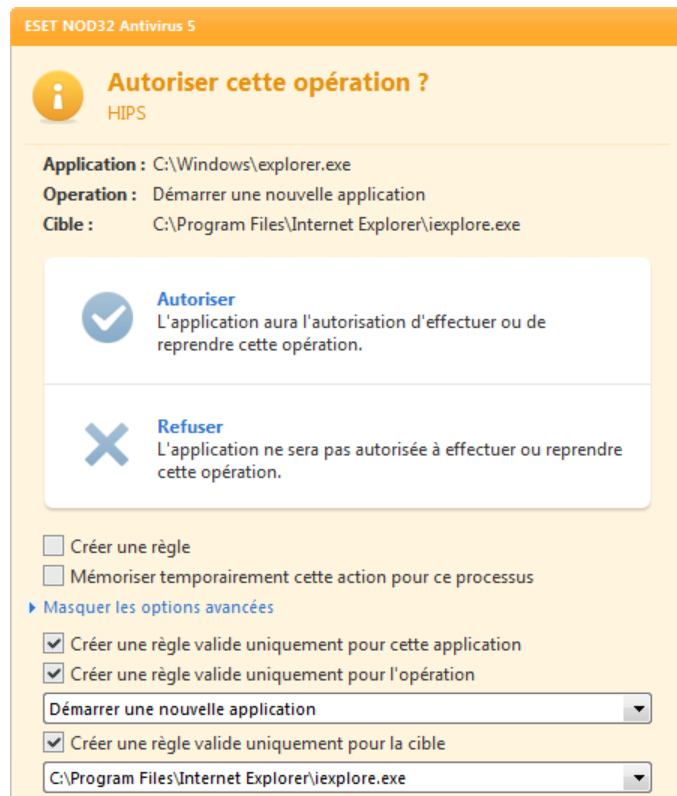 ESET NOD32 Antivirus 5
Autoriser cette opération ?
HIPS
Application : C:\Windows\explorer.exe
Operation : Démarrer une nouvelle application
Cible : C:\Program Files\Internet Explorer\iexplore.exe
Autoriser
L'application aura l'autorisation d'effectuer ou de
reprendre cette opération.
Refuser
L'application ne sera pas autorisée à effectuer ou reprendre
cette opération.
Créer une règle
Mémoriser temporairement cette action pour ce processus
Masquer les options avancées
Créer une règle valide uniquement pour cette application
Créer une règle valide uniquement pour l'opération
Démarrer une nouvelle application
Créer une règle valide uniquement pour la cible
C:\Program Files\Internet Explorer\iexplore.exe